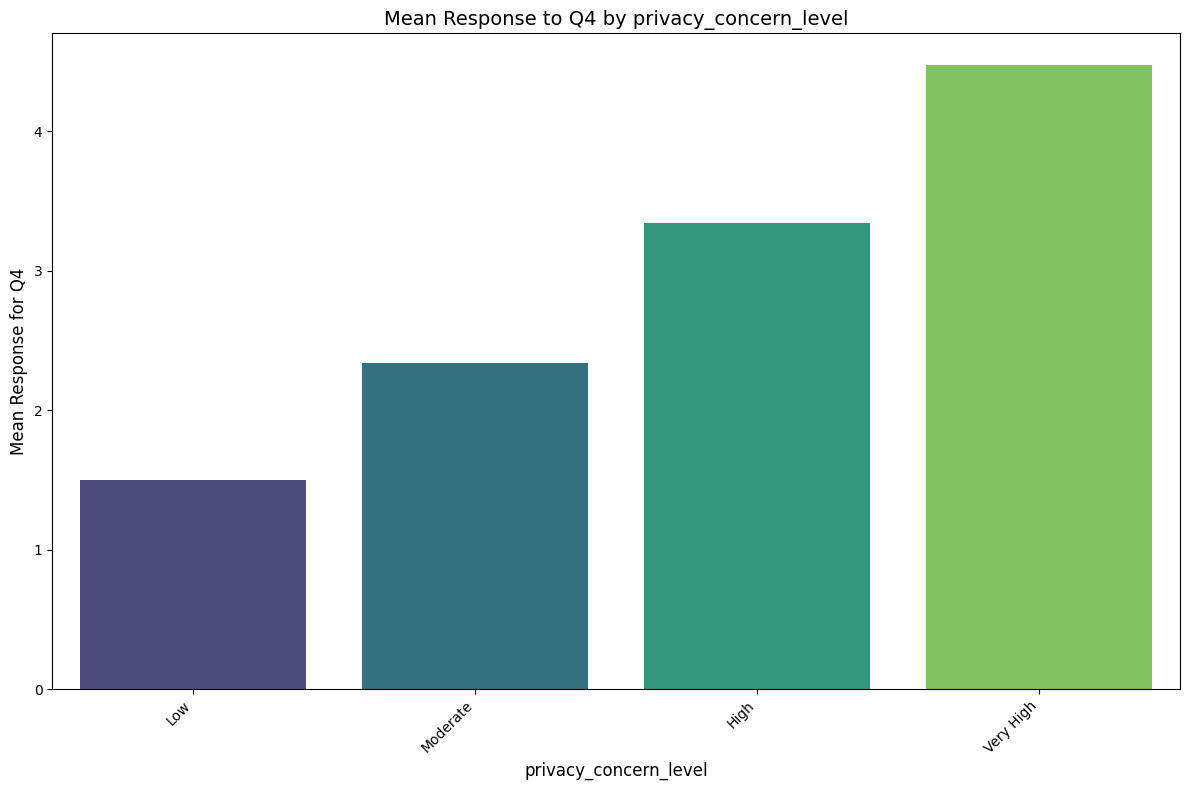 Mean Response to Q4 by privacy_concern_level
Mean Response for Q4
4
3
2
1
0
Low
Moderate
High
Very High
privacy_concern_level